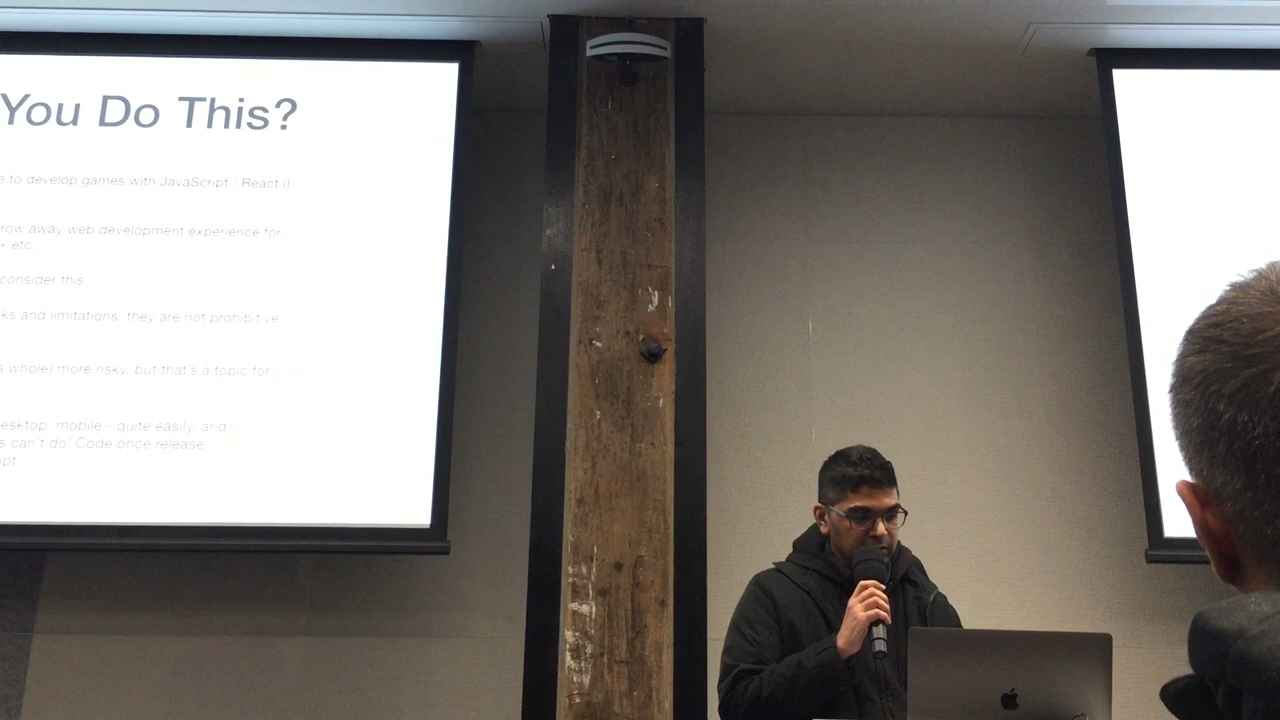 You Do This?
e to develop games with JavaScript / React (I
row away web development experience for
+ etc..
consider this
ks and limitations, they are not prohibitive
a whole) more risky, but that's a topic for
esktop, mobile - quite easily, and
s can't do! Code once release
ipt